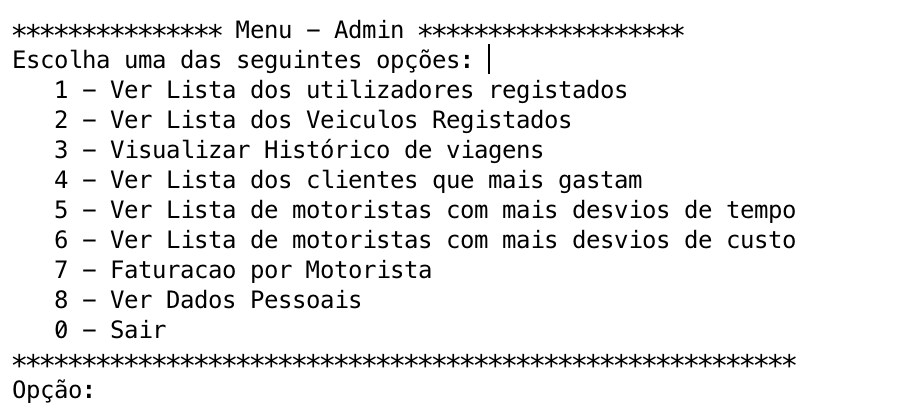 *************** Menu - Admin *******************
Escolha uma das seguintes opções:
1 - Ver Lista dos utilizadores registados
2 - Ver Lista dos Veiculos Registados
3 - Visualizar Histórico de viagens
4 - Ver Lista dos clientes que mais gastam
5 - Ver Lista de motoristas com mais desvios de tempo
6 - Ver Lista de motoristas com mais desvios de custo
7 - Faturacao por Motorista
8 - Ver Dados Pessoais
0 - Sair
********************************************************
Opção: